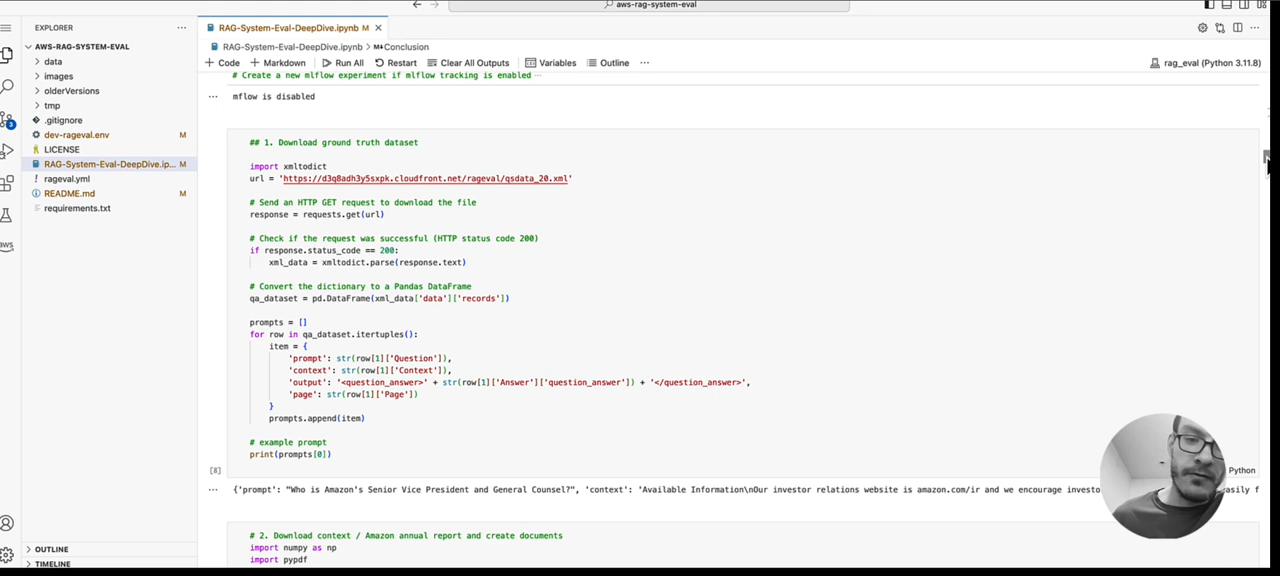 aws-rag-system-eval
EXPLORER
RAG-System-Eval-DeepDive.ipynb M
AWS-RAG-SYSTEM-EVAL
RAG-System-Eval-DeepDive.ipynb > M↓Conclusion
data
+ Code + Markdown Run All Restart Clear All Outputs Variables Outline ... rag_eval (Python 3.11.8)
images
# Create a new mlflow experiment if mlflow tracking is enabled ...
olderVersions
mflow is disabled
tmp
.gitignore
3
dev-rageval.env M
LICENSE
RAG-System-Eval-DeepDive.ip... M
rageval.yml
README.md M
requirements.txt
aws
OUTLINE
TIMELINE
## 1. Download ground truth dataset
import xmltodict
url = 'https://d3q8adh3y5sxpk.cloudfront.net/rageval/qsdata_20.xml'
# Send an HTTP GET request to download the file
response = requests.get(url)
# Check if the request was successful (HTTP status code 200)
if response.status_code == 200:
xml_data = xmltodict.parse(response.text)
# Convert the dictionary to a Pandas DataFrame
qa_dataset = pd.DataFrame(xml_data['data']['records'])
prompts = []
for row in qa_dataset.itertuples():
item = {
'prompt': str(row[1]['Question']),
'context': str(row[1]['Context']),
'output': '<question_answer>' + str(row[1]['Answer']['question_answer']) + '</question_answer>',
'page': str(row[1]['Page'])
}
prompts.append(item)
# example prompt
print(prompts[0])
[8] Python
{'prompt': "Who is Amazon's Senior Vice President and General Counsel?", 'context': 'Available Information\nOur investor relations website is amazon.com/ir and we encourage investo
# 2. Download context / Amazon annual report and create documents
import numpy as np
import pypdf